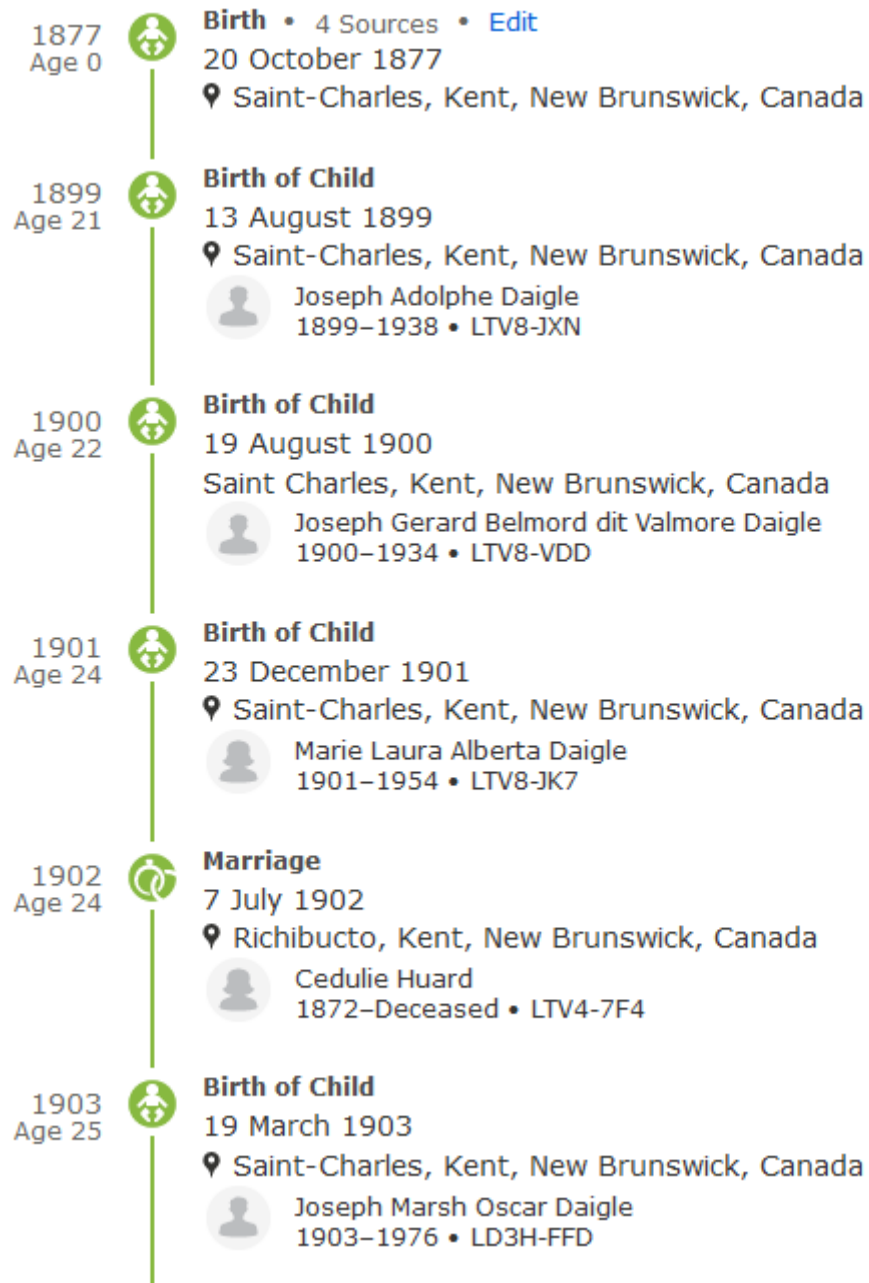 1877
Age 0
Birth • 4 Sources • Edit
20 October 1877
Saint-Charles, Kent, New Brunswick, Canada
1899
Age 21
Birth of Child
13 August 1899
Saint-Charles, Kent, New Brunswick, Canada
Joseph Adolphe Daigle
1899–1938 • LTV8-JXN
1900
Age 22
Birth of Child
19 August 1900
Saint Charles, Kent, New Brunswick, Canada
Joseph Gerard Belmord dit Valmore Daigle
1900–1934 • LTV8-VDD
1901
Age 24
Birth of Child
23 December 1901
Saint-Charles, Kent, New Brunswick, Canada
Marie Laura Alberta Daigle
1901–1954 • LTV8-JK7
1902
Age 24
Marriage
7 July 1902
Richibucto, Kent, New Brunswick, Canada
Cedulie Huard
1872–Deceased • LTV4-7F4
1903
Age 25
Birth of Child
19 March 1903
Saint-Charles, Kent, New Brunswick, Canada
Joseph Marsh Oscar Daigle
1903–1976 • LD3H-FFD